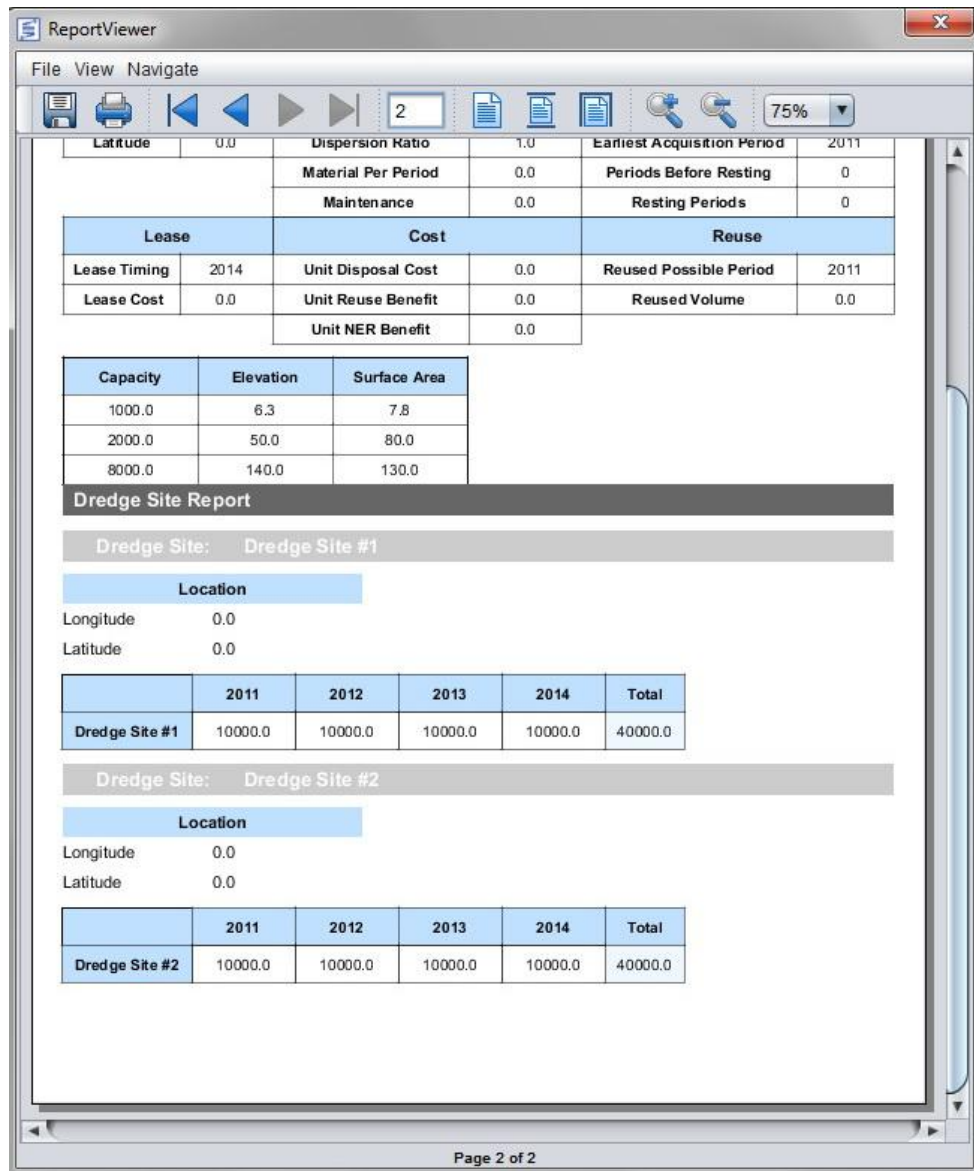 ReportViewer
x
File View Navigate
2 75%
Latitude 0.0 Dispersion Ratio 1.0 Earliest Acquisition Period 2011
Material Per Period 0.0 Periods Before Resting 0
Maintenance 0.0 Resting Periods 0
Lease Cost Reuse
Lease Timing 2014 Unit Disposal Cost 0.0 Reused Possible Period 2011
Lease Cost 0.0 Unit Reuse Benefit 0.0 Reused Volume 0.0
Unit NER Benefit 0.0
Capacity Elevation Surface Area
1000.0 6.3 7.8
2000.0 50.0 80.0
8000.0 140.0 130.0
Dredge Site Report
Dredge Site: Dredge Site #1
Location
Longitude 0.0
Latitude 0.0
2011 2012 2013 2014 Total
Dredge Site #1 10000.0 10000.0 10000.0 10000.0 40000.0
Dredge Site: Dredge Site #2
Location
Longitude 0.0
Latitude 0.0
2011 2012 2013 2014 Total
Dredge Site #2 10000.0 10000.0 10000.0 10000.0 40000.0
Page 2 of 2